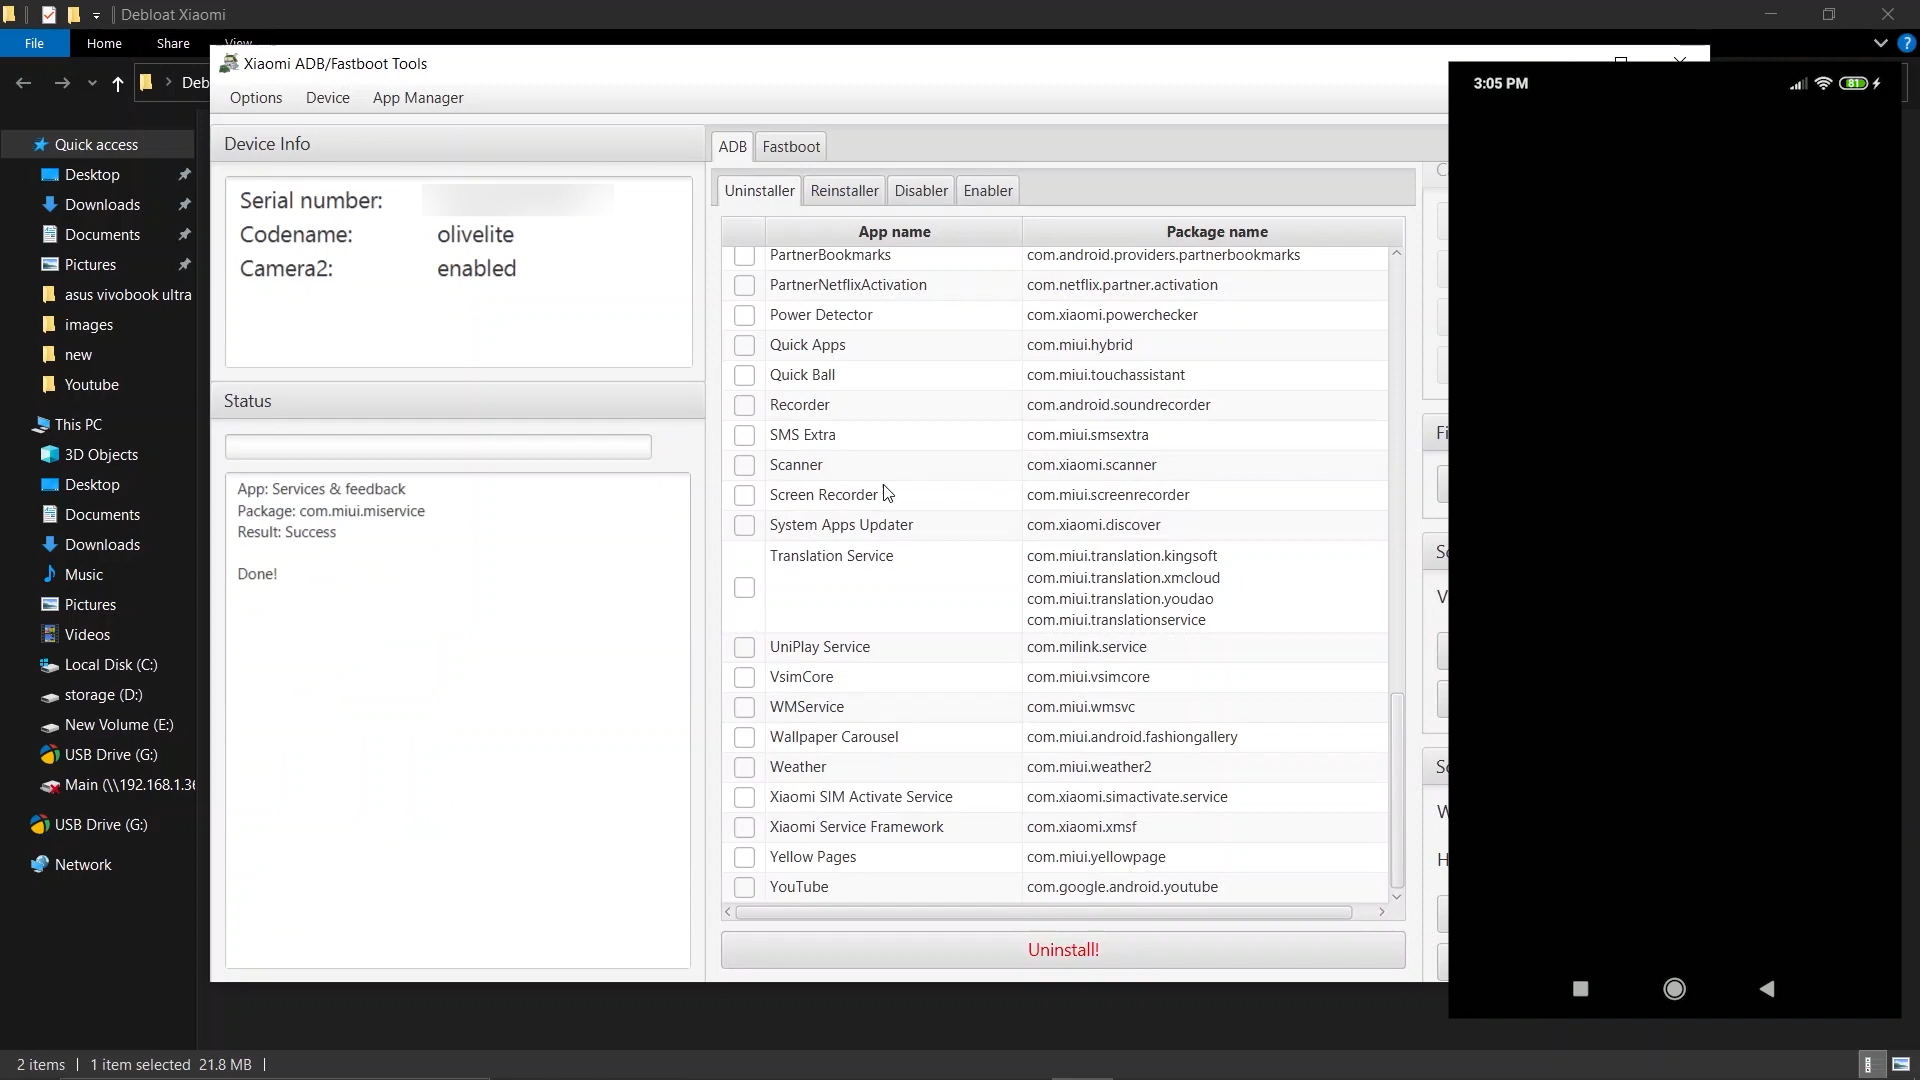 Debloat Xiaomi
File
Home
Share
View
Deb
Quick access
Desktop
Downloads
Documents
Pictures
asus vivobook ultra
images
new
Youtube
This PC
3D Objects
Desktop
Documents
Downloads
Music
Pictures
Videos
Local Disk (C:)
storage (D:)
New Volume (E:)
USB Drive (G:)
Main (\\192.168.1.36
USB Drive (G:)
Network
2 items
1 item selected 21.8 MB
Xiaomi ADB/Fastboot Tools
Options
Device
App Manager
Device Info
Serial number:
Codename: olivelite
Camera2: enabled
Status
App: Services & feedback
Package: com.miui.miservice
Result: Success
Done!
ADB
Fastboot
Uninstaller
Reinstaller
Disabler
Enabler
App name Package name
PartnerBookmarks com.android.providers.partnerbookmarks
PartnerNetflixActivation com.netflix.partner.activation
Power Detector com.xiaomi.powerchecker
Quick Apps com.miui.hybrid
Quick Ball com.miui.touchassistant
Recorder com.android.soundrecorder
SMS Extra com.miui.smsextra
Scanner com.xiaomi.scanner
Screen Recorder com.miui.screenrecorder
System Apps Updater com.xiaomi.discover
Translation Service com.miui.translation.kingsoft
com.miui.translation.xmcloud
com.miui.translation.youdao
com.miui.translationservice
UniPlay Service com.milink.service
VsimCore com.miui.vsimcore
WMService com.miui.wmsvc
Wallpaper Carousel com.miui.android.fashiongallery
Weather com.miui.weather2
Xiaomi SIM Activate Service com.xiaomi.simactivate.service
Xiaomi Service Framework com.xiaomi.xmsf
Yellow Pages com.miui.yellowpage
YouTube com.google.android.youtube
Uninstall!
Fi
Sc
V
Sc
W
H
3:05 PM
81